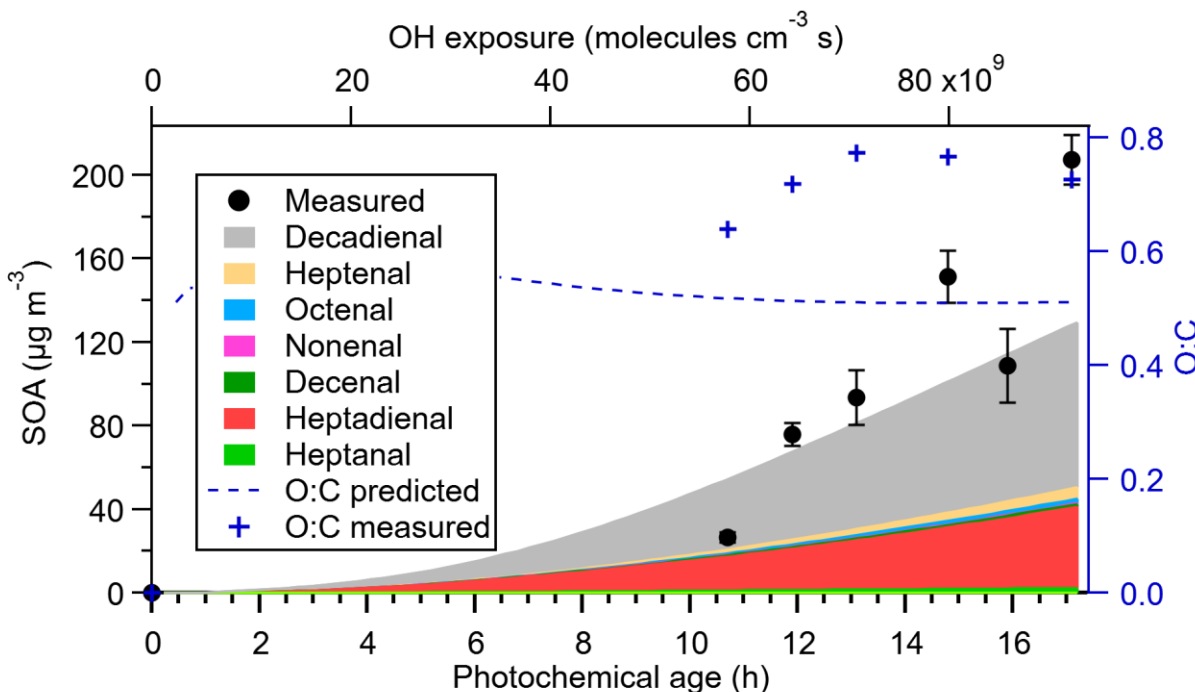 OH exposure (molecules cm⁻³ s)
0 20 40 60 80 x10⁹
SOA (µg m⁻³)
200
160
120
80
40
0
Measured
Decadienal
Heptenal
Octenal
Nonenal
Decenal
Heptadienal
Heptanal
O:C predicted
O:C measured
0.8
0.6
0.4
0.2
0.0
O:C
0 2 4 6 8 10 12 14 16
Photochemical age (h)